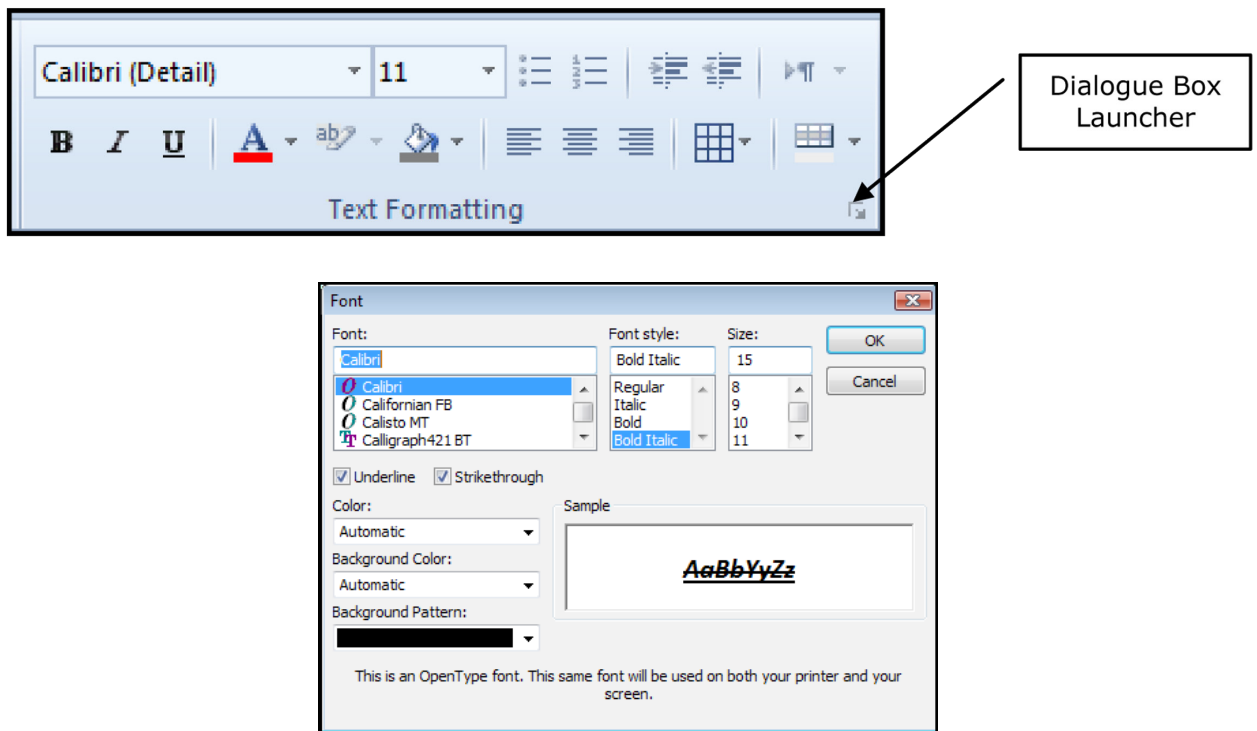 Calibri (Detail) 11
B I U A ab
Text Formatting
Dialogue Box
Launcher
Font
Font: Font style: Size:
Calibri Bold Italic 15 OK
Calibri Regular 8 Cancel
Californian FB Italic 9
Calisto MT Bold 10
Calligraph421 BT Bold Italic 11
Underline Strikethrough
Color: Sample
Automatic
Background Color:
AaBbYyZz
Automatic
Background Pattern:
This is an OpenType font. This same font will be used on both your printer and your
screen.